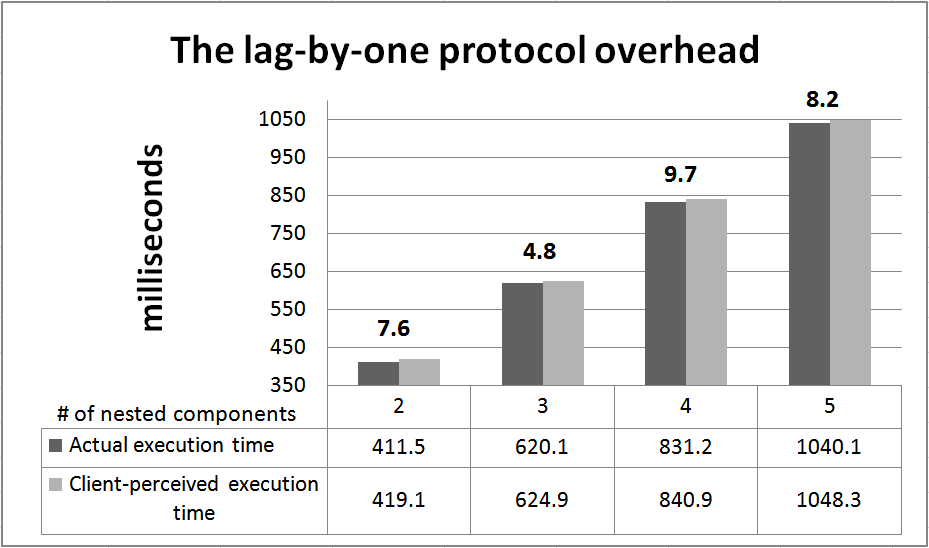 The lag-by-one protocol overhead
milliseconds
1050
950
850
750
650
550
450
350
7.6
4.8
9.7
8.2
# of nested components 2 3 4 5
Actual execution time 411.5 620.1 831.2 1040.1
Client-perceived execution
time 419.1 624.9 840.9 1048.3